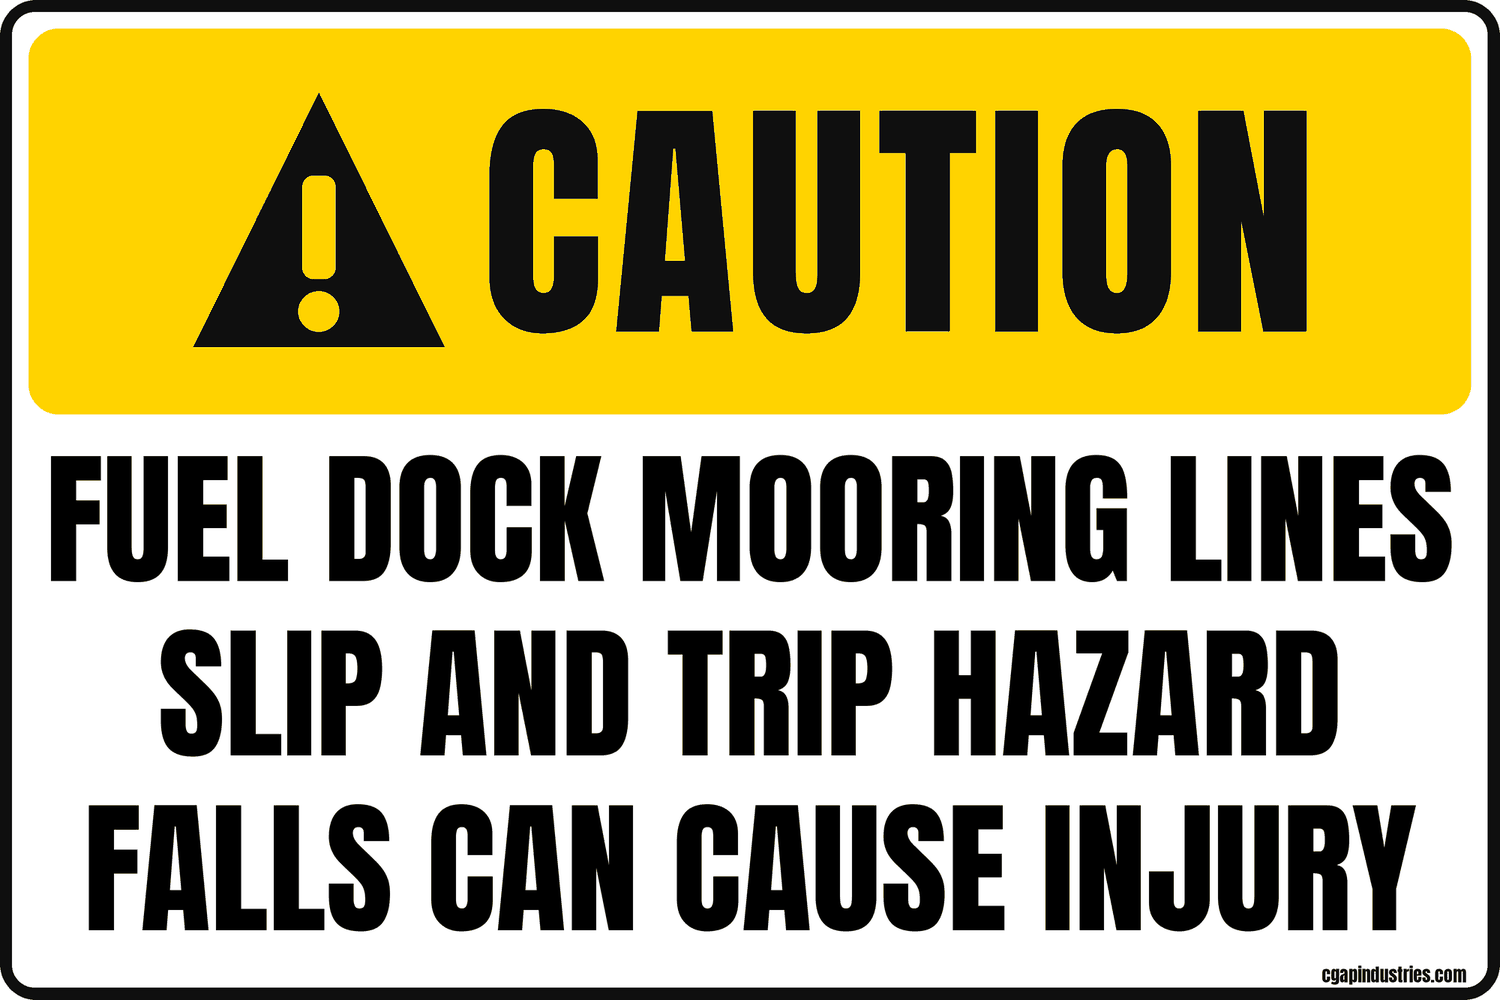 CAUTION
FUEL DOCK MOORING LINES
SLIP AND TRIP HAZARD
FALLS CAN CAUSE INJURY
cgapindustries.com